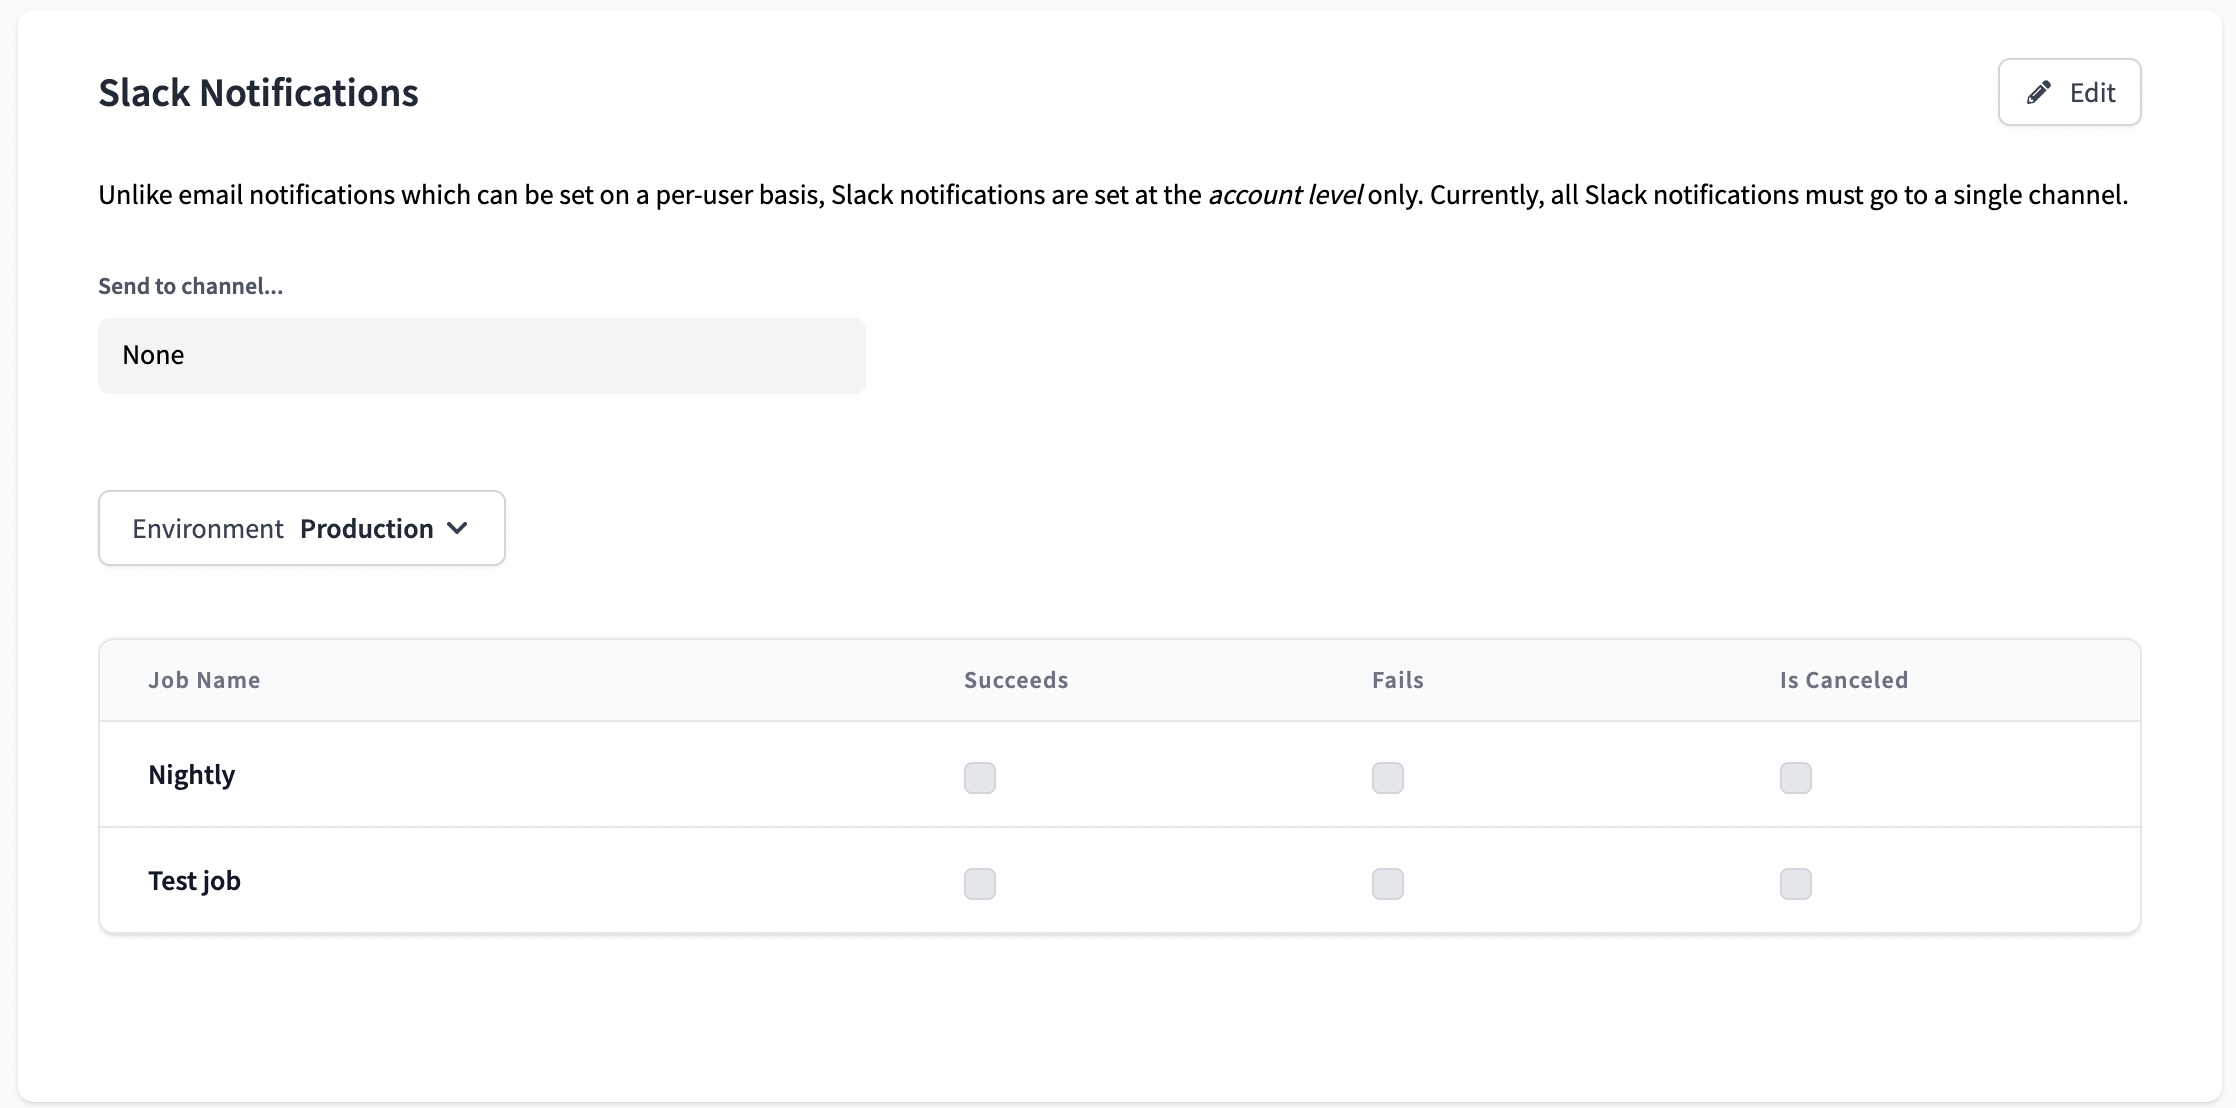 Slack Notifications
Edit
Unlike email notifications which can be set on a per-user basis, Slack notifications are set at the account level only. Currently, all Slack notifications must go to a single channel.
Send to channel...
None
Environment Production
Job Name Succeeds Fails Is Canceled
Nightly
Test job